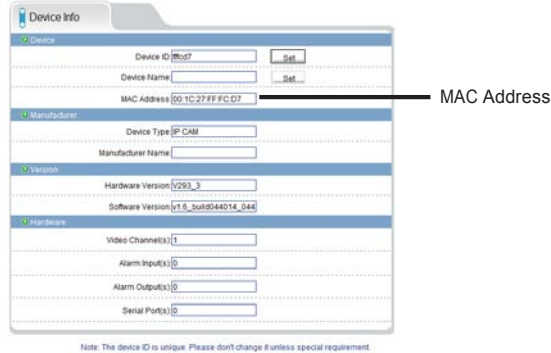 Device Info
Device
Device ID: fffcd7 Set
Device Name: Set
MAC Address: 00:1C:27:FF:FC:D7 MAC Address
Manufacturer
Device Type: IP CAM
Manufacturer Name:
Version
Hardware Version: V293_3
Software Version: v1.6_build044014_044
Hardware
Video Channel(s): 1
Alarm Input(s): 0
Alarm Output(s): 0
Serial Port(s): 0
Note: The device ID is unique. Please don't change it unless special requirement.